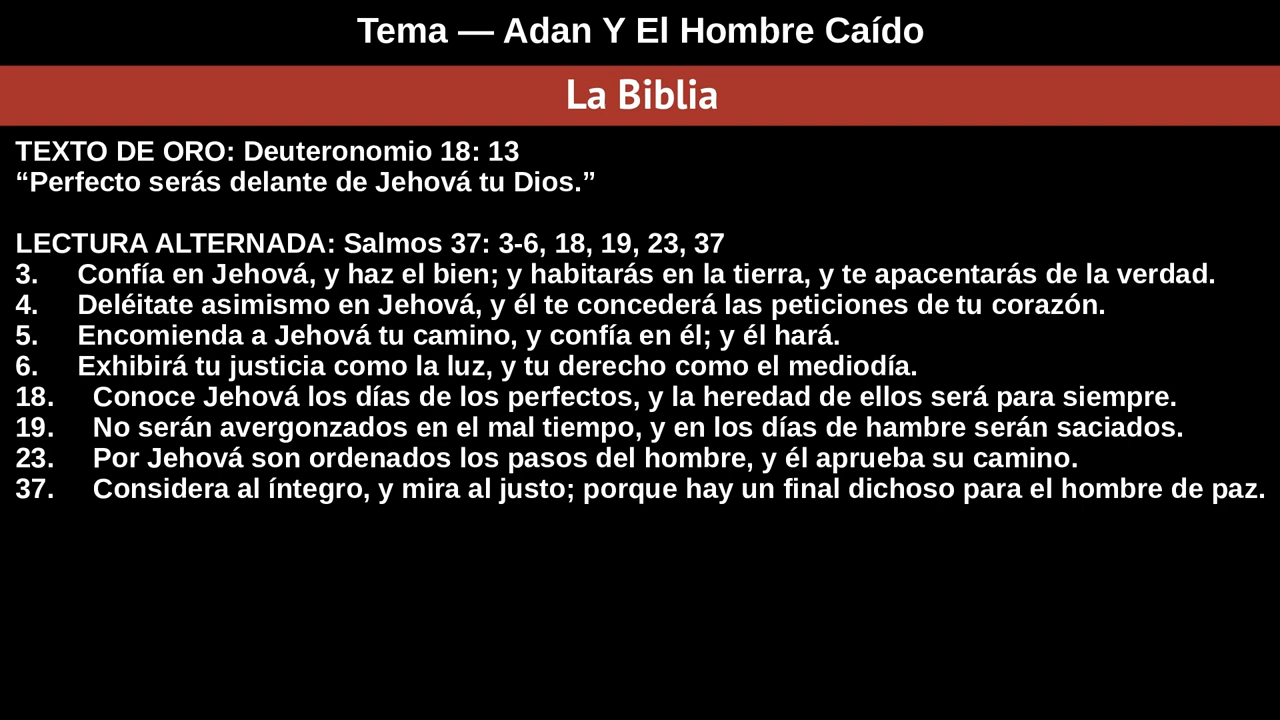 Tema — Adan Y El Hombre Caído
La Biblia
TEXTO DE ORO: Deuteronomio 18: 13
“Perfecto serás delante de Jehová tu Dios.”
LECTURA ALTERNADA: Salmos 37: 3-6, 18, 19, 23, 37
3. Confía en Jehová, y haz el bien; y habitarás en la tierra, y te apacentarás de la verdad.
4. Deléitate asimismo en Jehová, y él te concederá las peticiones de tu corazón.
5. Encomienda a Jehová tu camino, y confía en él; y él hará.
6. Exhibirá tu justicia como la luz, y tu derecho como el mediodía.
18. Conoce Jehová los días de los perfectos, y la heredad de ellos será para siempre.
19. No serán avergonzados en el mal tiempo, y en los días de hambre serán saciados.
23. Por Jehová son ordenados los pasos del hombre, y él aprueba su camino.
37. Considera al íntegro, y mira al justo; porque hay un final dichoso para el hombre de paz.